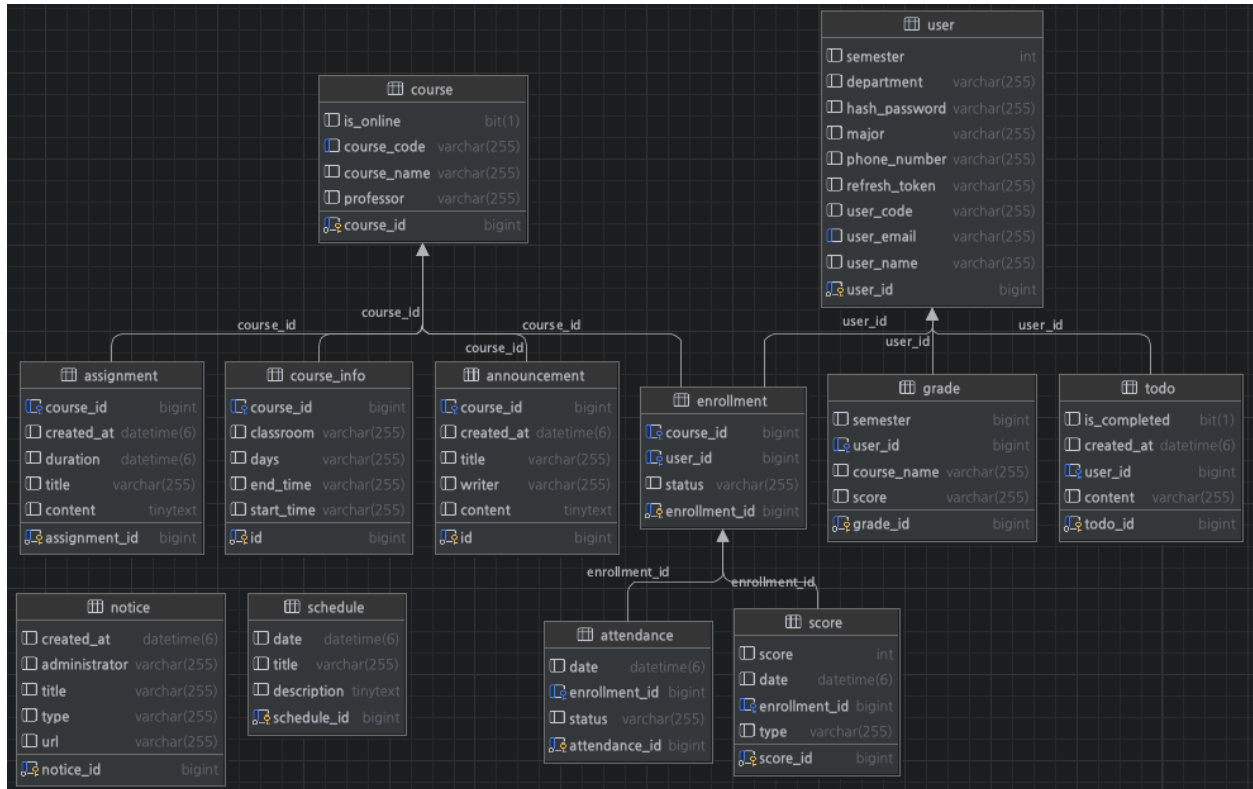 user
semester int
department varchar(255)
hash_password varchar(255)
major varchar(255)
phone_number varchar(255)
refresh_token varchar(255)
user_code varchar(255)
user_email varchar(255)
user_name varchar(255)
user_id bigint
course
is_online bit(1)
course_code varchar(255)
course_name varchar(255)
professor varchar(255)
course_id bigint
course_id
course_id
course_id
course_id
user_id
user_id
user_id
assignment
course_id bigint
created_at datetime(6)
duration datetime(6)
title varchar(255)
content tinytext
assignment_id bigint
course_info
course_id bigint
classroom varchar(255)
days varchar(255)
end_time varchar(255)
start_time varchar(255)
id bigint
announcement
course_id bigint
created_at datetime(6)
title varchar(255)
writer varchar(255)
content tinytext
id bigint
enrollment
course_id bigint
user_id bigint
status varchar(255)
enrollment_id bigint
grade
semester bigint
user_id bigint
course_name varchar(255)
score varchar(255)
grade_id bigint
todo
is_completed bit(1)
created_at datetime(6)
user_id bigint
content varchar(255)
todo_id bigint
enrollment_id
enrollment_id
notice
created_at datetime(6)
administrator varchar(255)
title varchar(255)
type varchar(255)
url varchar(255)
notice_id bigint
schedule
date datetime(6)
title varchar(255)
description tinytext
schedule_id bigint
attendance
date datetime(6)
enrollment_id bigint
status varchar(255)
attendance_id bigint
score
score int
date datetime(6)
enrollment_id bigint
type varchar(255)
score_id bigint